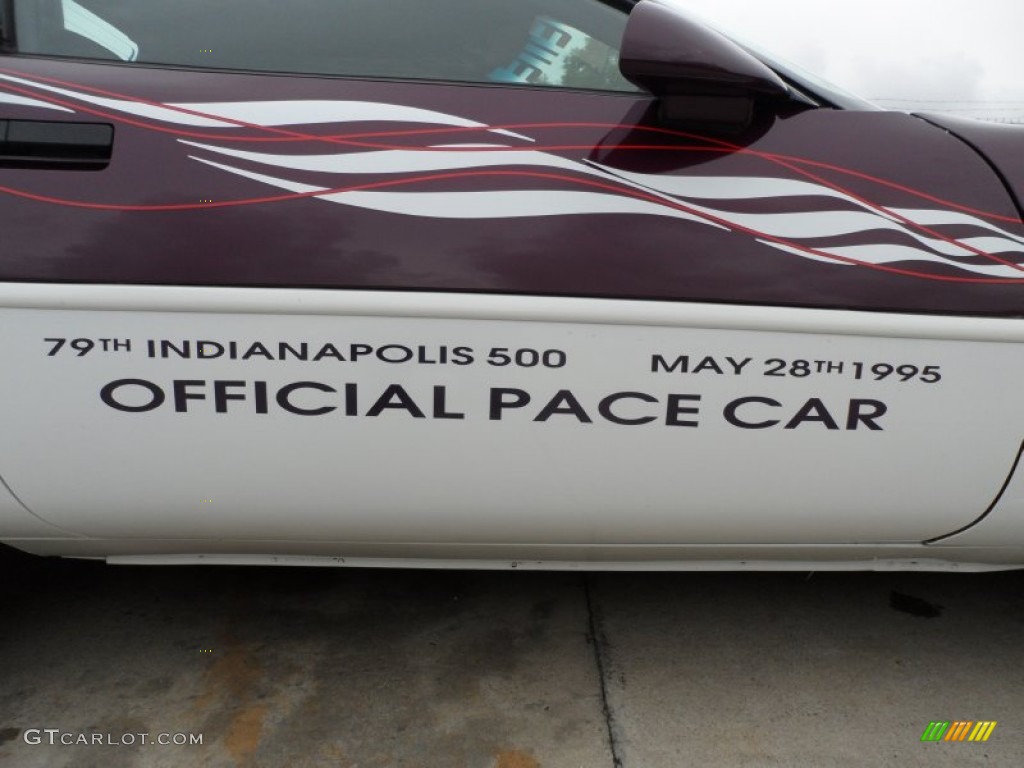 79TH INDIANAPOLIS 500 MAY 28TH 1995
OFFICIAL PACE CAR
GTCARLOT.COM